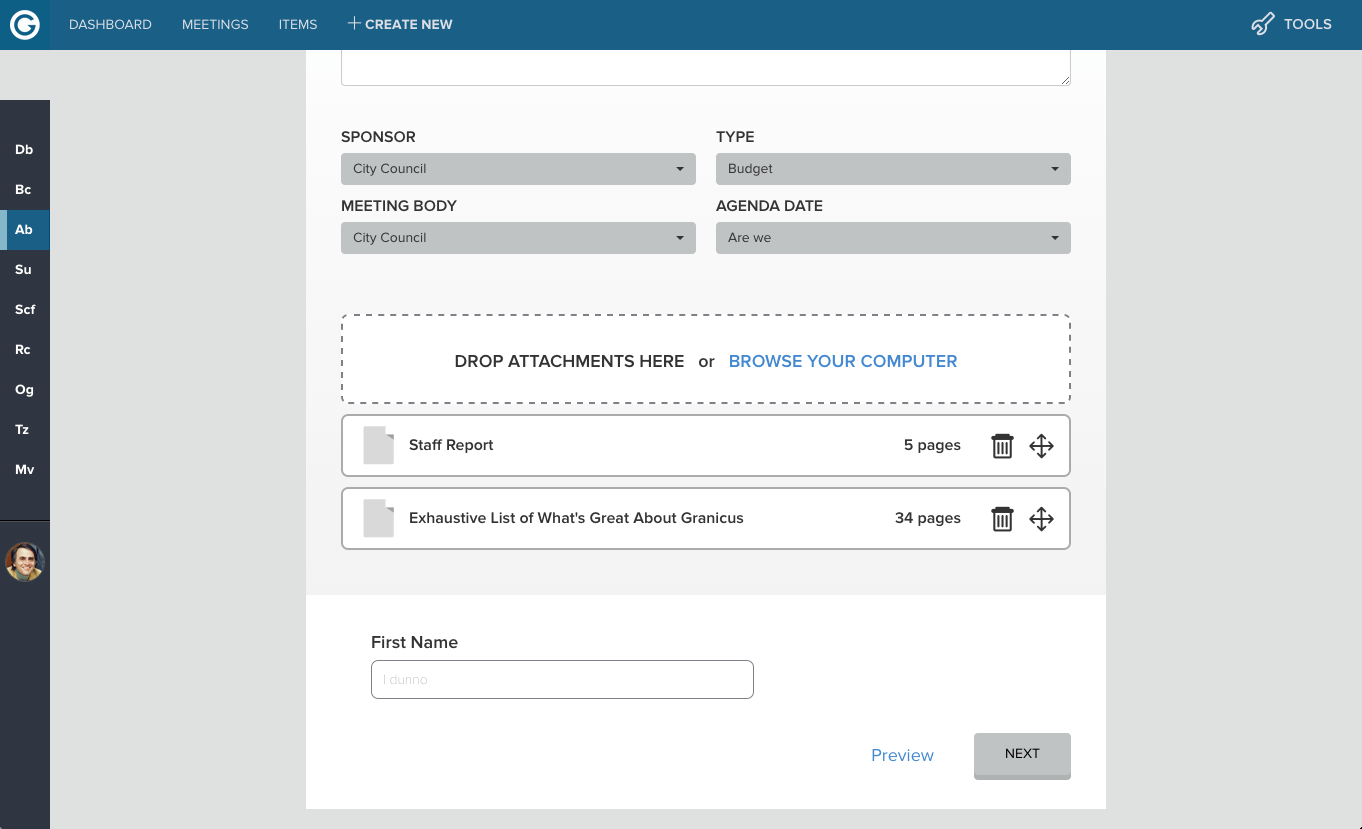 DASHBOARD MEETINGS ITEMS CREATE NEW TOOLS
Db
Bc
Ab
Su
Scf
Rc
Og
Tz
Mv
SPONSOR TYPE
City Council Budget
MEETING BODY AGENDA DATE
City Council Are we
DROP ATTACHMENTS HERE or BROWSE YOUR COMPUTER
Staff Report 5 pages
Exhaustive List of What's Great About Granicus 34 pages
First Name
I dunno
Preview NEXT